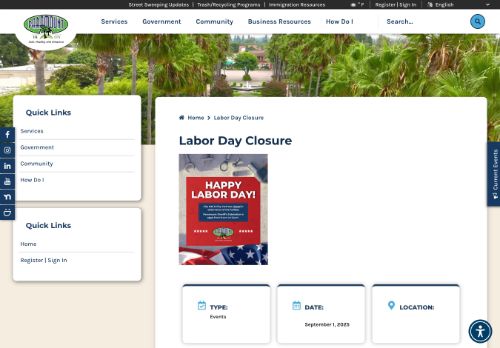 Street Sweeping Updates | Trash/Recycling Programs | Immigration Resources
°F
Register | Sign In
English
PARAMOUNT
Services
Government
Community
Business Resources
How Do I
Search...
Quick Links
Services
Government
Community
How Do I
Quick Links
Home
Register | Sign In
Home > Labor Day Closure
Labor Day Closure
HAPPY
LABOR DAY!
TYPE:
Events
DATE:
September 1, 2025
LOCATION:
Current Events